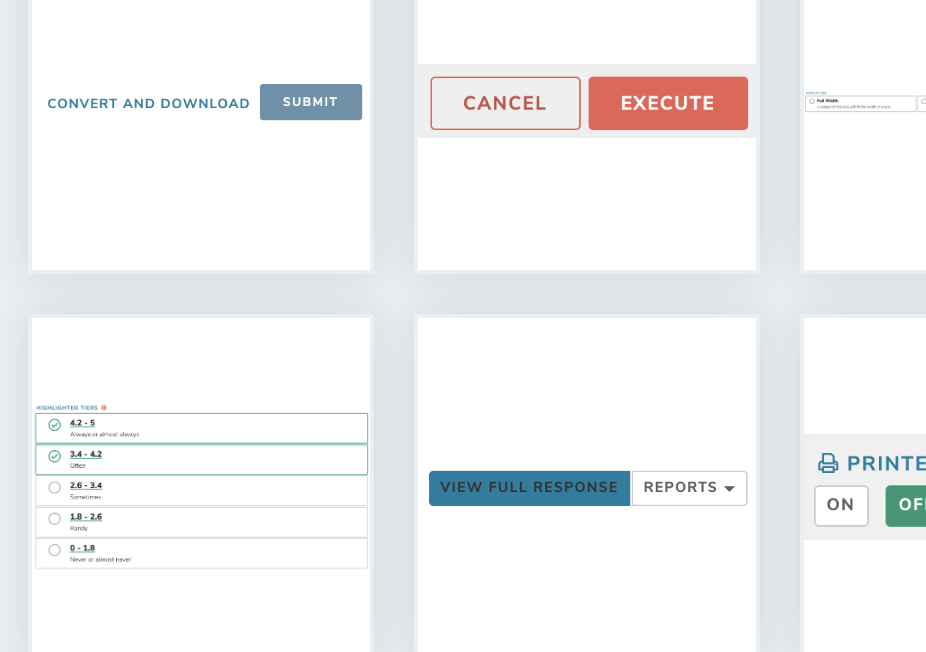 CONVERT AND DOWNLOAD SUBMIT
CANCEL EXECUTE
DISPLAY SIZE
Full Width
HIGHLIGHTED TIERS
4.2 - 5
Always or almost always
3.4 - 4.2
Often
2.6 - 3.4
Sometimes
1.8 - 2.6
Rarely
0 - 1.8
Never or almost never
VIEW FULL RESPONSE REPORTS
PRINTE
ON OF